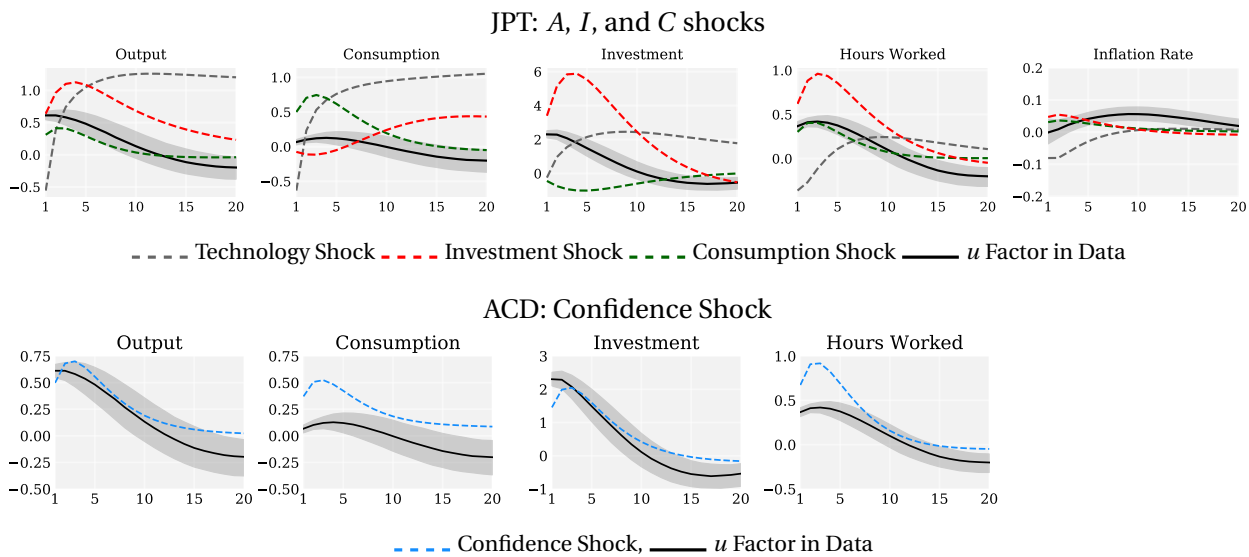 JPT: A, I, and C shocks
Output Consumption Investment Hours Worked Inflation Rate
1.0 0.5 0.0 −0.5 1 5 10 15 20
1.0 0.5 0.0 −0.5 1 5 10 15 20
6 4 2 0 1 5 10 15 20
1.0 0.5 0.0 1 5 10 15 20
0.2 0.1 0.0 −0.1 0.2 1 5 10 15 20
Technology Shock Investment Shock Consumption Shock u Factor in Data
ACD: Confidence Shock
Output Consumption Investment Hours Worked
0.75 0.50 0.25 0.00 −0.25 −0.50 1 5 10 15 20
0.75 0.50 0.25 0.00 −0.25 −0.50 1 5 10 15 20
3 2 1 0 −1 1 5 10 15 20
1.0 0.5 0.0 −0.5 1 5 10 15 20
Confidence Shock, u Factor in Data